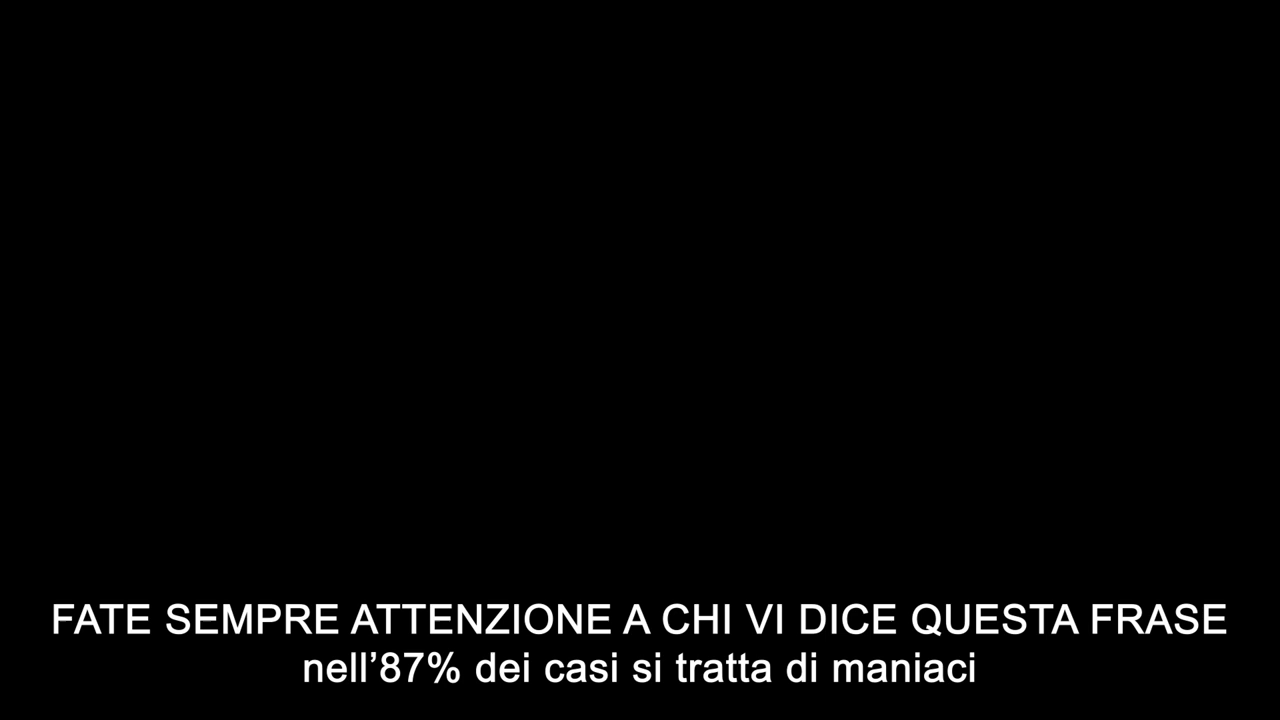 FATE SEMPRE ATTENZIONE A CHI VI DICE QUESTA FRASE
nell’87% dei casi si tratta di maniaci